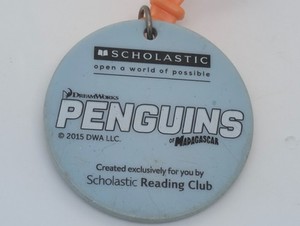 SCHOLASTIC
open a world of possible
DREAMWORKS
PENGUINS
© 2015 DWA LLC.
OF MADAGASCAR
Created exclusively for you by
Scholastic Reading Club